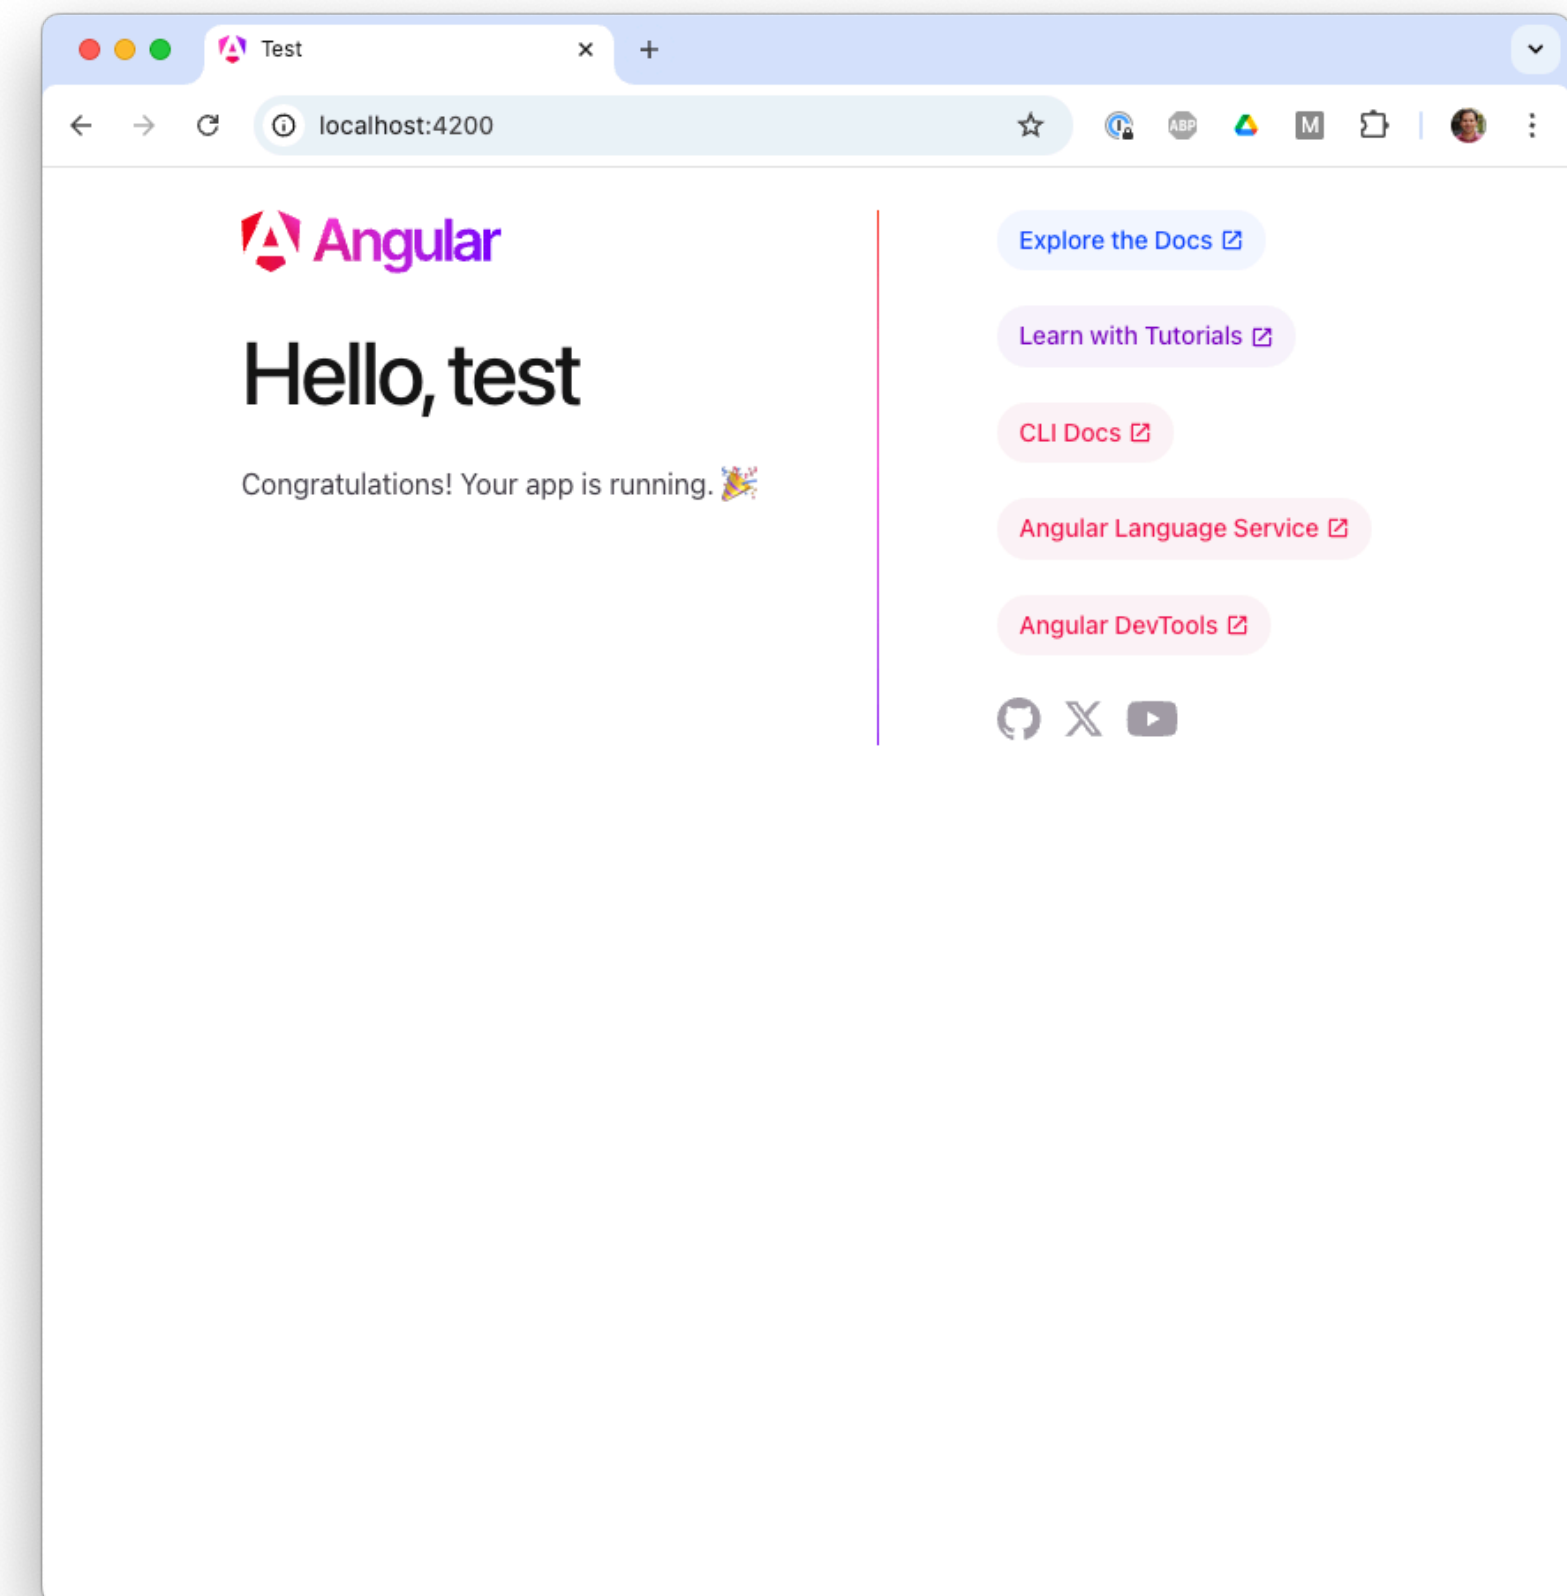 Test
localhost:4200
ABP
M
Angular
Hello, test
Congratulations! Your app is running. 🎉
Explore the Docs
Learn with Tutorials
CLI Docs
Angular Language Service
Angular DevTools